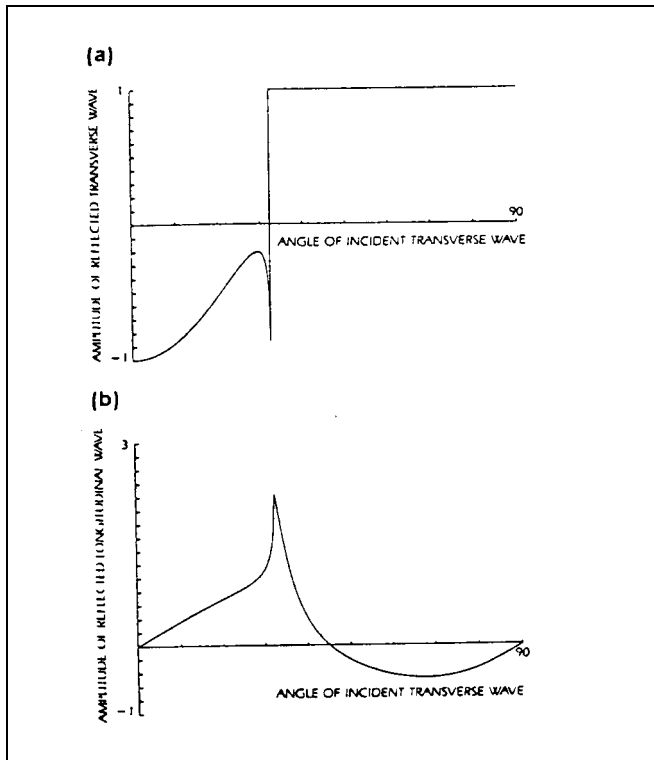 (a)
AMPLITUDE OF REFLECTED TRANSVERSE WAVE
1
90
ANGLE OF INCIDENT TRANSVERSE WAVE
−1
(b)
AMPLITUDE OF REFLECTED LONGITUDINAL WAVE
3
90
ANGLE OF INCIDENT TRANSVERSE WAVE
−1